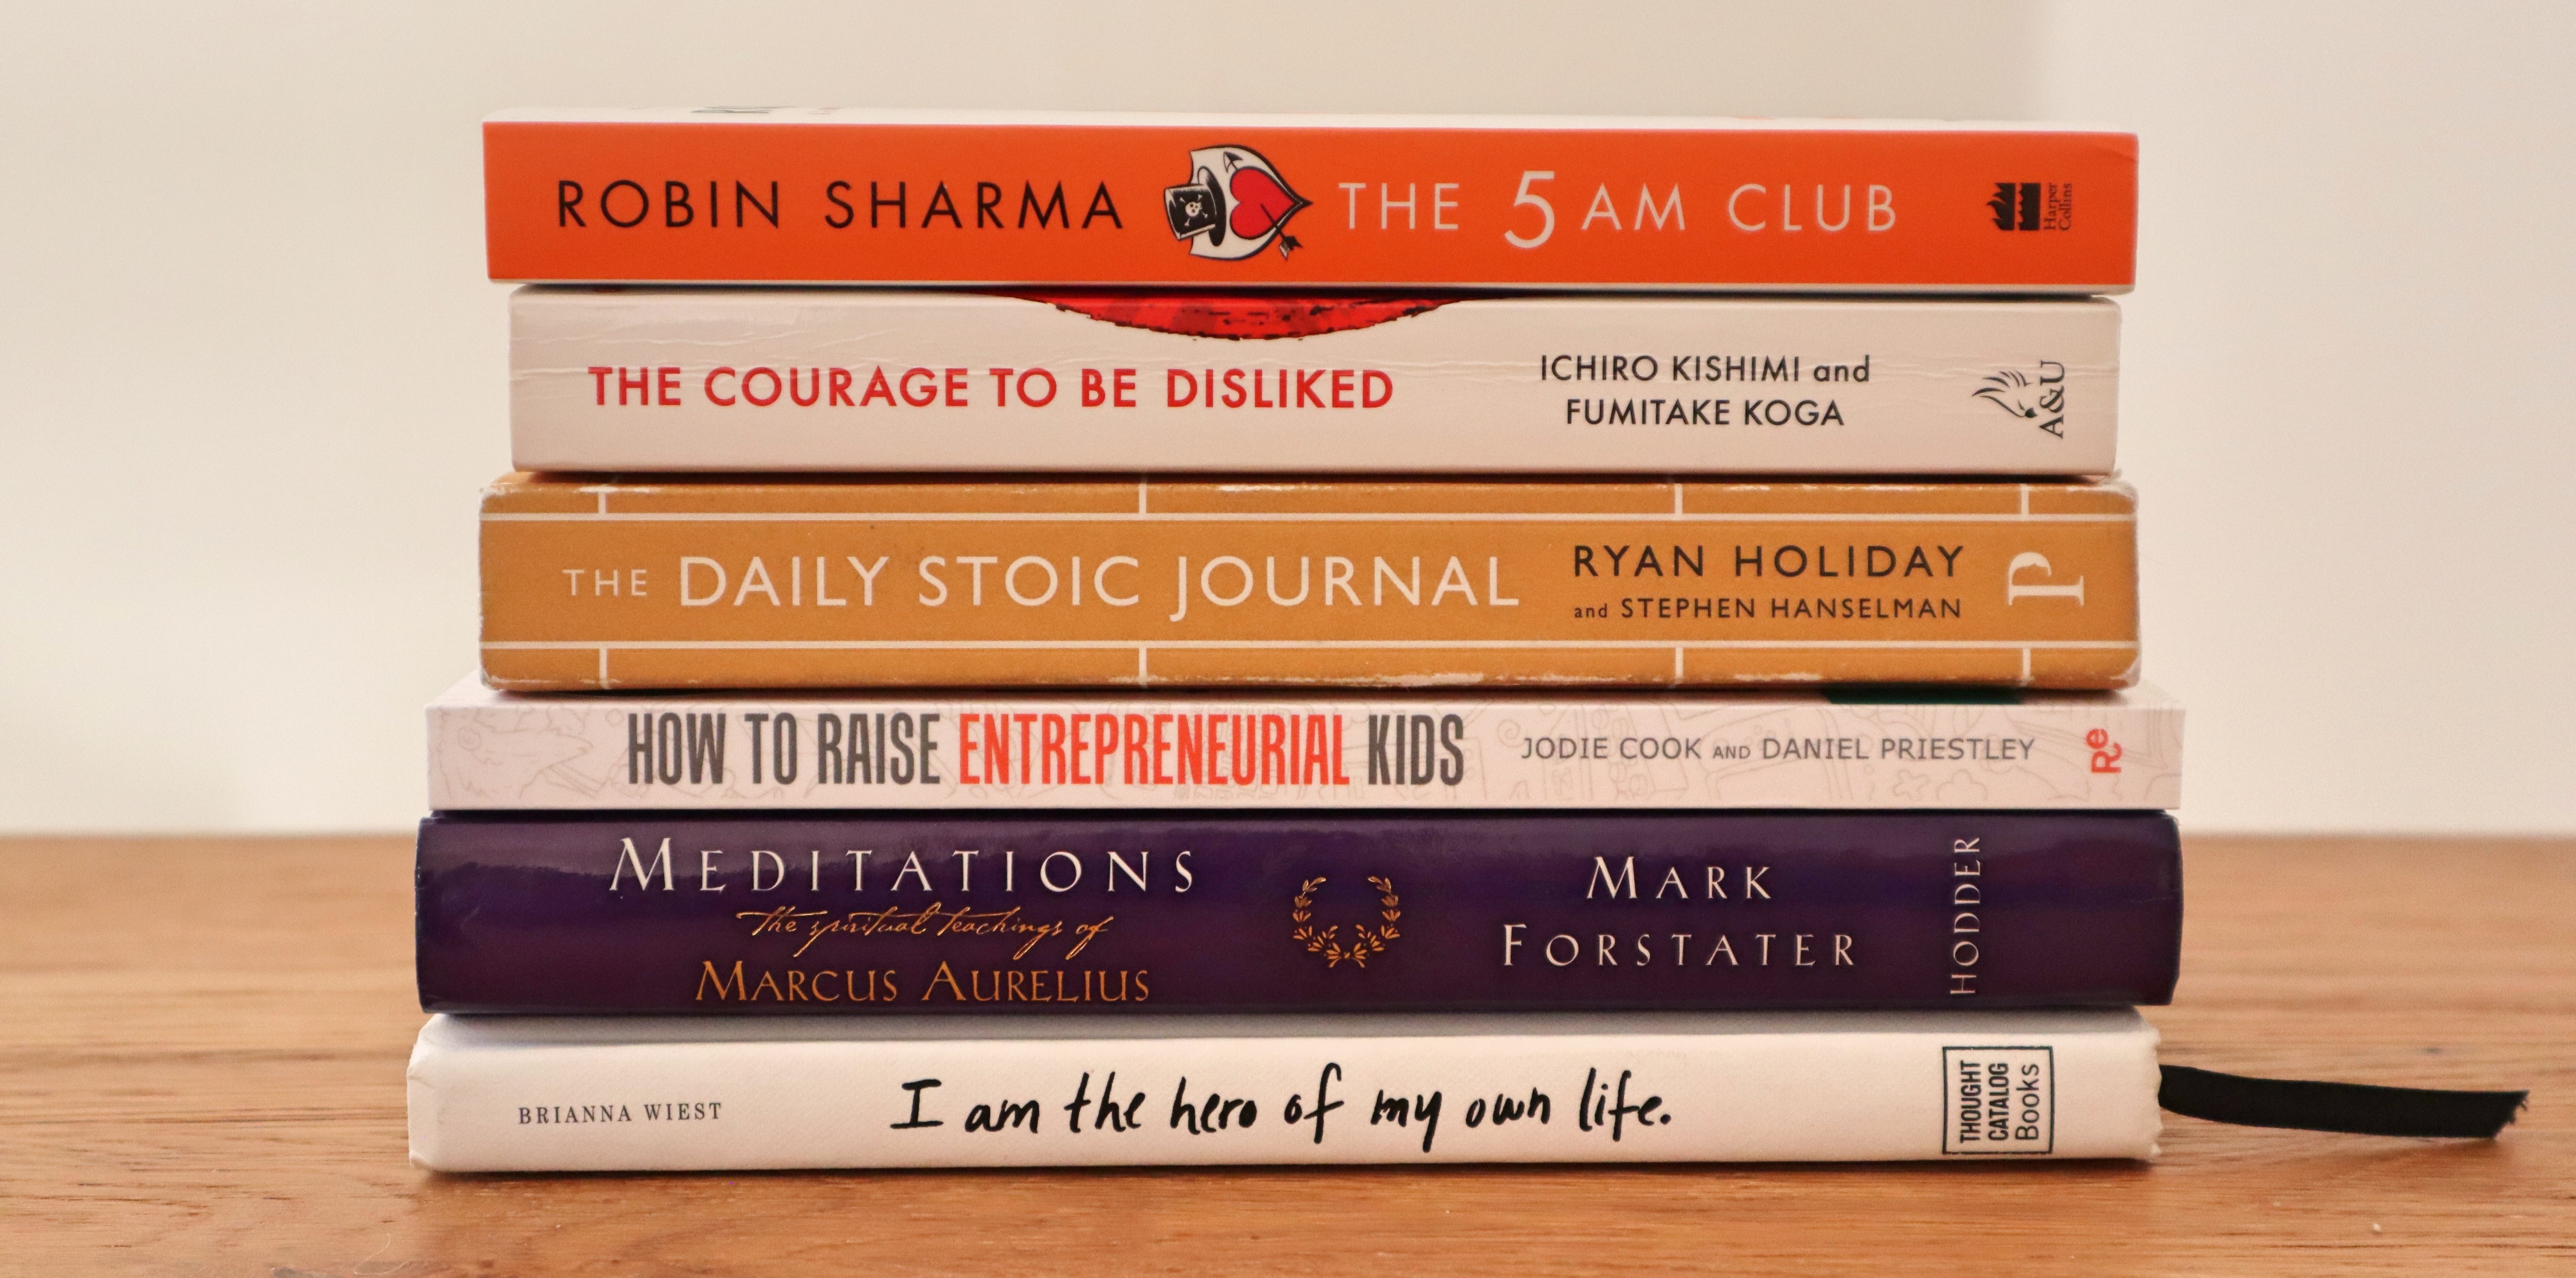 ROBIN SHARMA THE 5 AM CLUB Harper
Collins
THE COURAGE TO BE DISLIKED
ICHIRO KISHIMI and
FUMITAKE KOGA
A&U
THE DAILY STOIC JOURNAL
RYAN HOLIDAY
and STEPHEN HANSELMAN
P
HOW TO RAISE ENTREPRENEURIAL KIDS JODIE COOK AND DANIEL PRIESTLEY Re
MEDITATIONS
The spiritual teachings of
MARCUS AURELIUS
MARK
FORSTATER
HODDER
BRIANNA WIEST I am the hero of my own life.
THOUGHT
CATALOG
Books